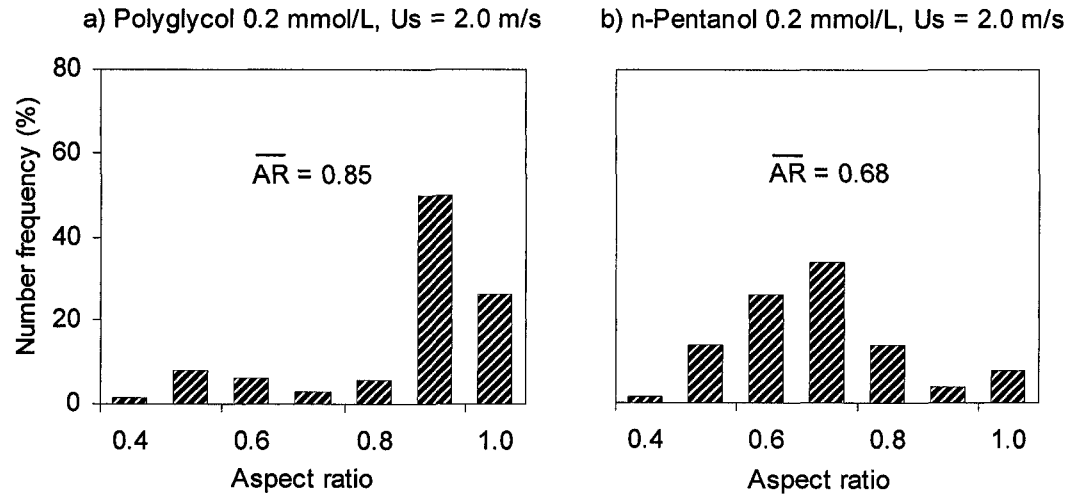 a) Polyglycol 0.2 mmol/L, Us = 2.0 m/s
b) n-Pentanol 0.2 mmol/L, Us = 2.0 m/s
Number frequency (%)
80
60
40
20
0
AR = 0.85
0.4 0.6 0.8 1.0
Aspect ratio
AR = 0.68
0.4 0.6 0.8 1.0
Aspect ratio